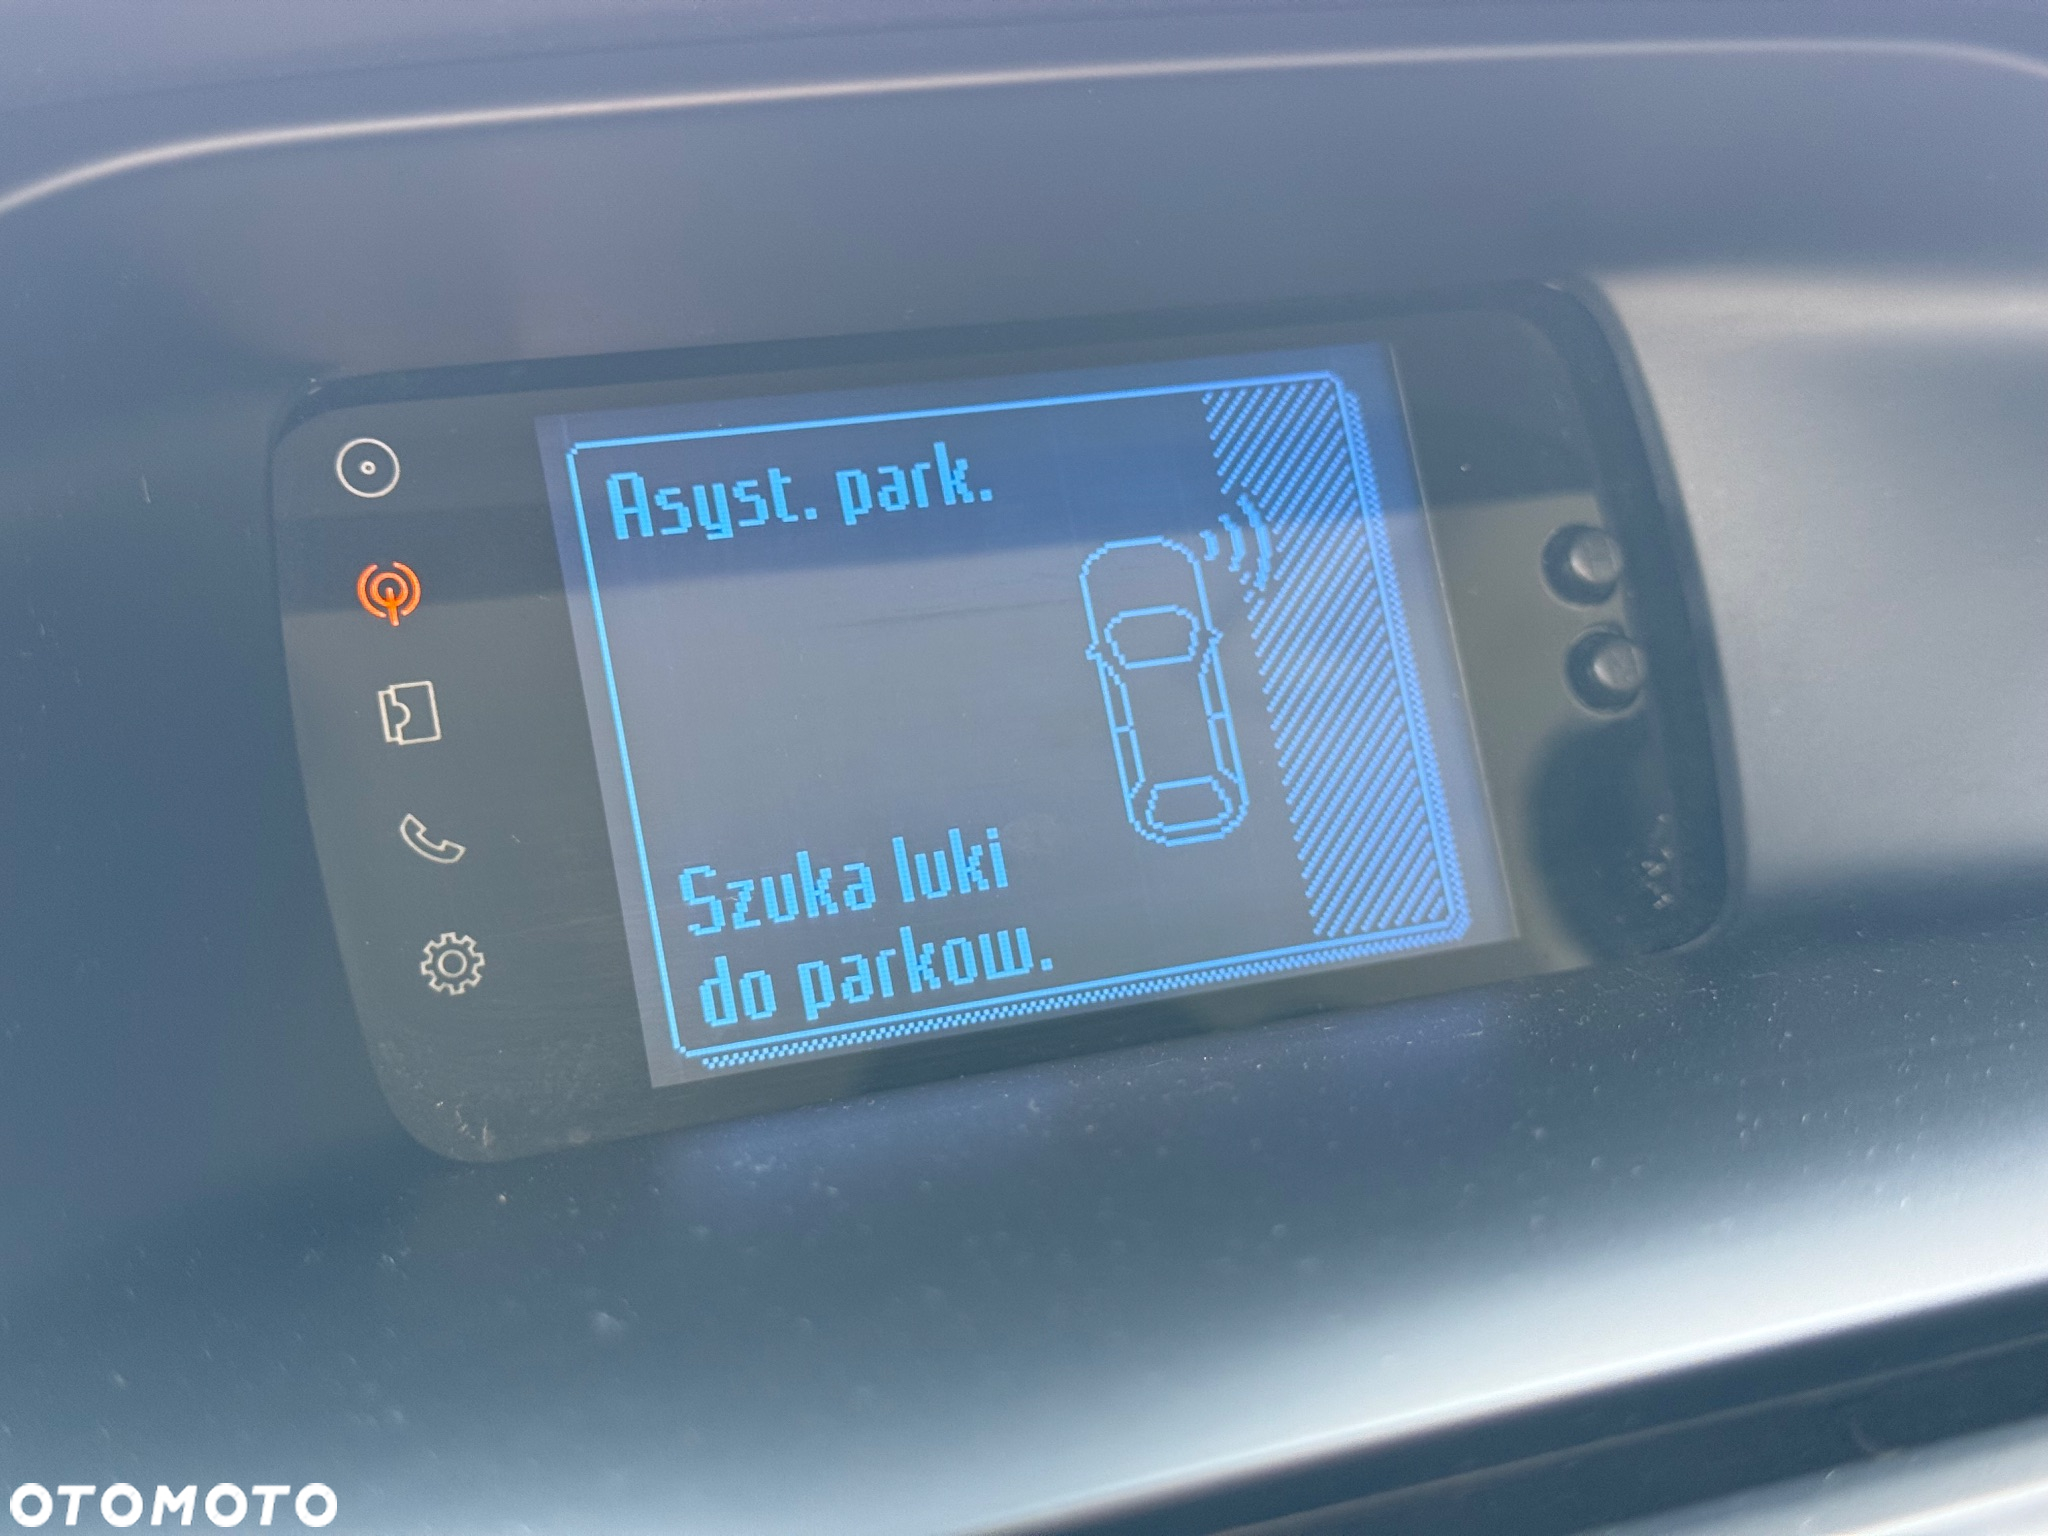 Asyst. park.
Szuka luki
do parkow.
OTOMOTO